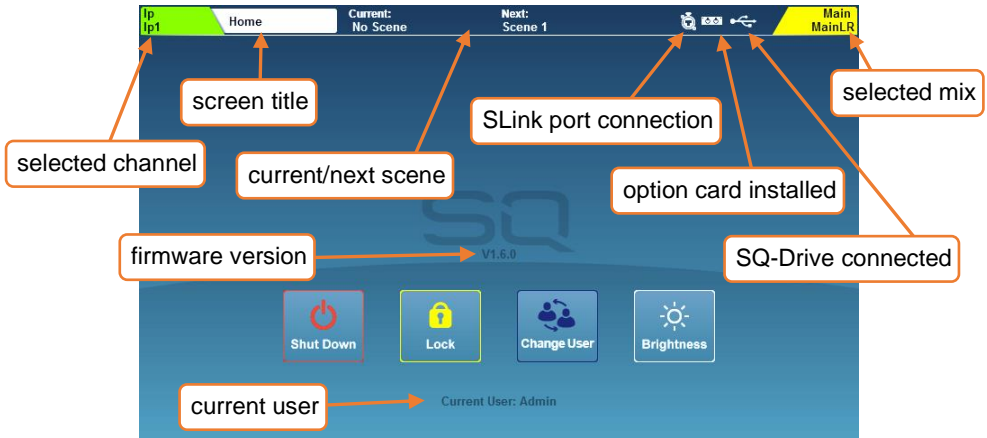 Ip
Ip1
Home
Current:
No Scene
Next:
Scene 1
Main
MainLR
screen title
SLink port connection
selected mix
selected channel
current/next scene
option card installed
SQ
firmware version
V1.6.0
SQ-Drive connected
Shut Down
Lock
Change User
Brightness
current user
Current User: Admin